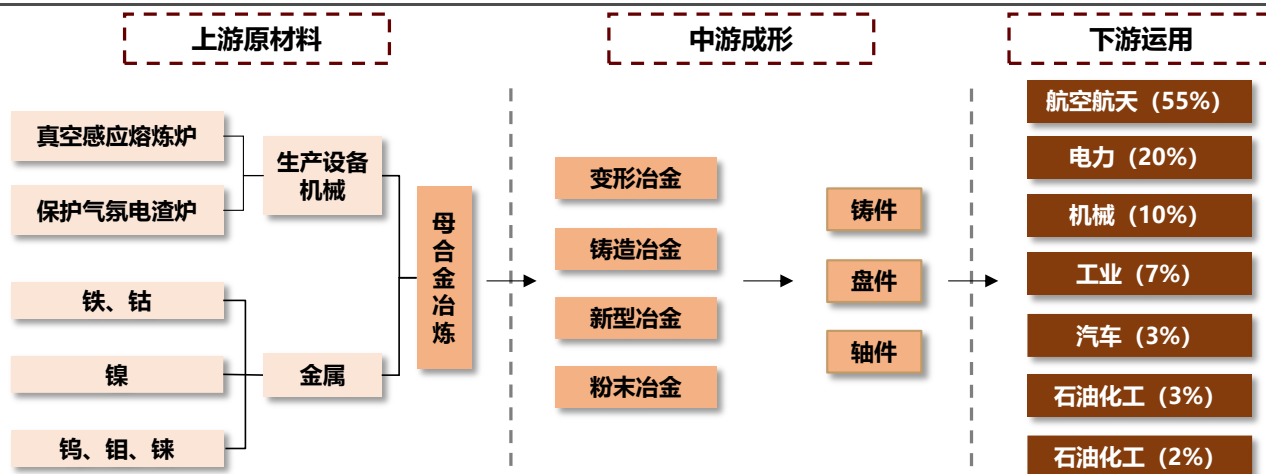 上游原材料
中游成形
下游运用
真空感应熔炼炉
保护气氛电渣炉
生产设备
机械
铁、钴
镍
钨、钼、铼
金属
母合金冶炼
变形冶金
铸造冶金
新型冶金
粉末冶金
铸件
盘件
轴件
航空航天（55%）
电力（20%）
机械（10%）
工业（7%）
汽车（3%）
石油化工（3%）
石油化工（2%）